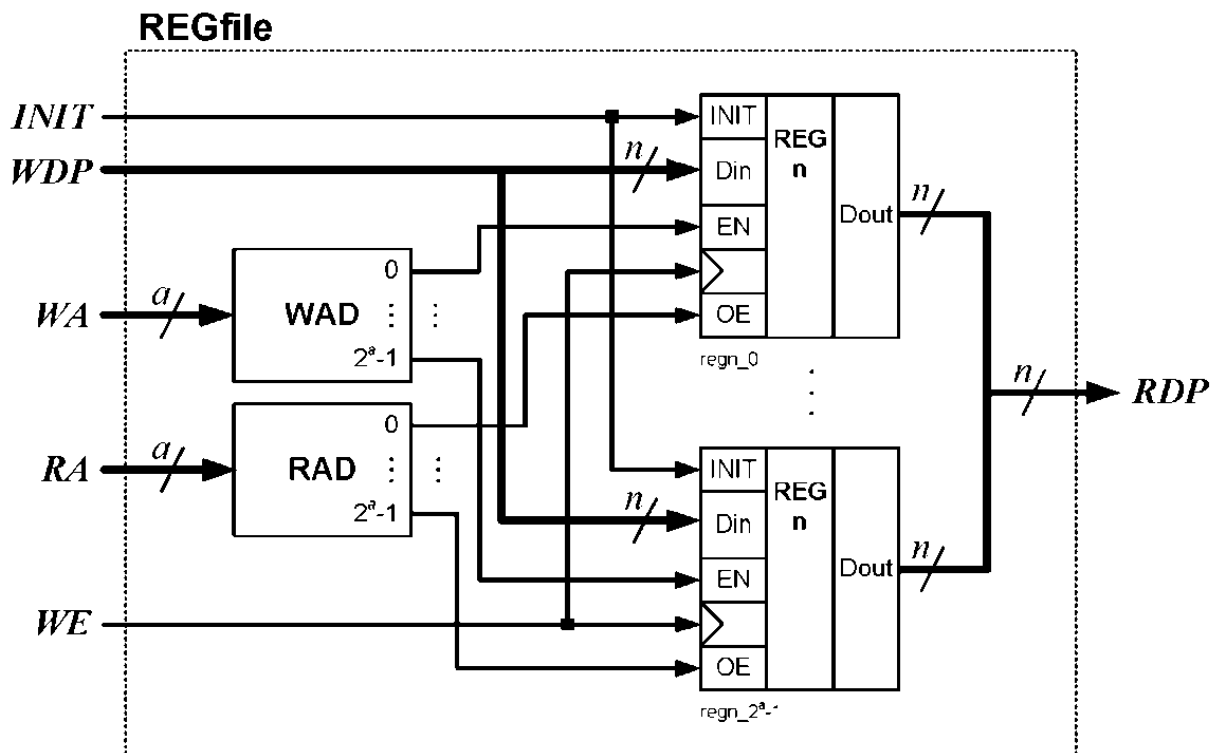 REGfile
INIT
WDP
WA
RA
WE
a
WAD
0
⋮ ⋮
2ª-1
a
RAD
0
⋮ ⋮
2ª-1
n
INIT
Din
EN
OE
REG
n
Dout
n
regn_0
⋮
n
INIT
Din
EN
OE
REG
n
Dout
n
regn_2ª-1
n
RDP